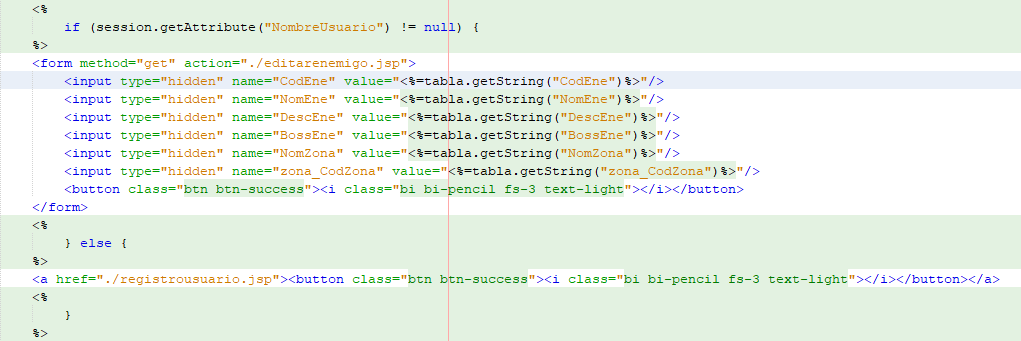 <%
if (session.getAttribute("NombreUsuario") != null) {
%>
<form method="get" action="./editarenemigo.jsp">
<input type="hidden" name="CodEne" value="<%=tabla.getString("CodEne")%>"/>
<input type="hidden" name="NomEne" value="<%=tabla.getString("NomEne")%>"/>
<input type="hidden" name="DescEne" value="<%=tabla.getString("DescEne")%>"/>
<input type="hidden" name="BossEne" value="<%=tabla.getString("BossEne")%>"/>
<input type="hidden" name="NomZona" value="<%=tabla.getString("NomZona")%>"/>
<input type="hidden" name="zona_CodZona" value="<%=tabla.getString("zona_CodZona")%>"/>
<button class="btn btn-success"><i class="bi bi-pencil fs-3 text-light"></i></button>
</form>
<%
} else {
%>
<a href="./registrousuario.jsp"><button class="btn btn-success"><i class="bi bi-pencil fs-3 text-light"></i></button></a>
<%
}
%>